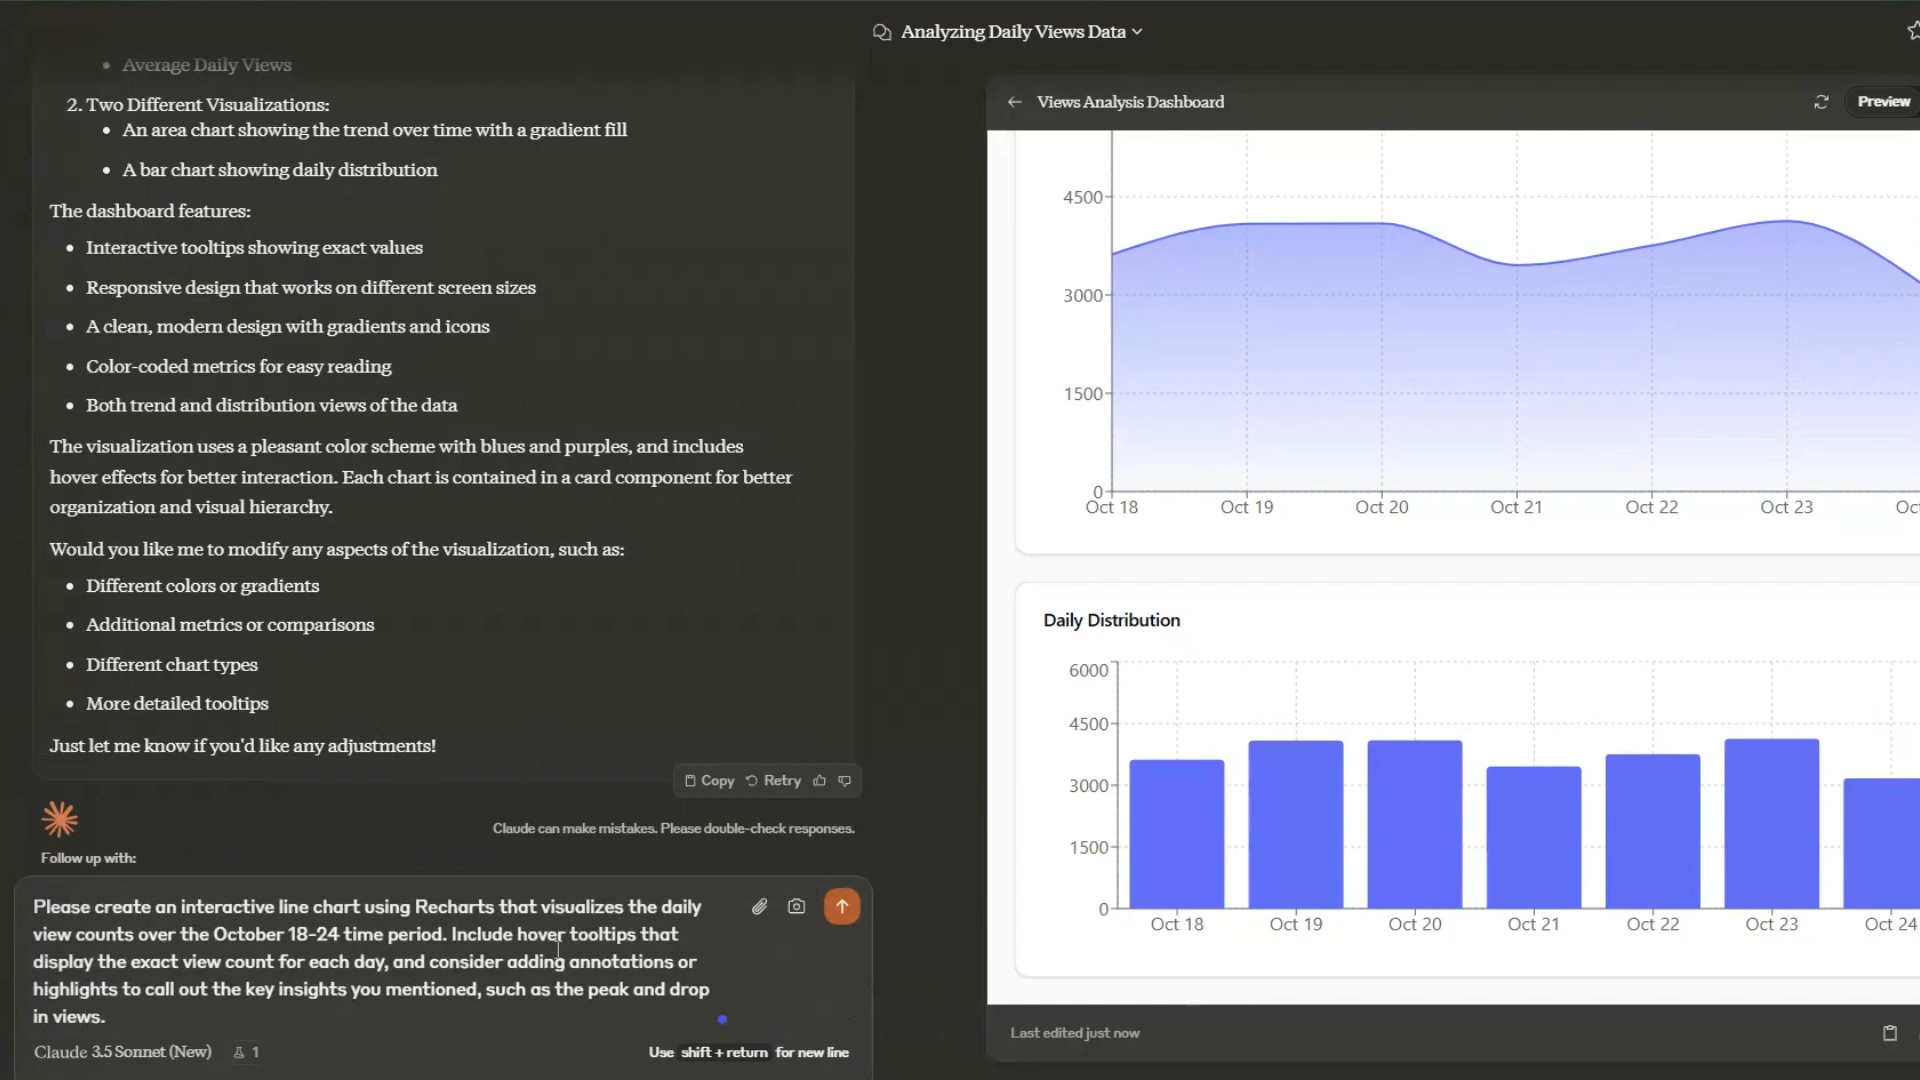 Analyzing Daily Views Data
Average Daily Views
2. Two Different Visualizations:
An area chart showing the trend over time with a gradient fill
A bar chart showing daily distribution
The dashboard features:
Interactive tooltips showing exact values
Responsive design that works on different screen sizes
A clean, modern design with gradients and icons
Color-coded metrics for easy reading
Both trend and distribution views of the data
The visualization uses a pleasant color scheme with blues and purples, and includes
hover effects for better interaction. Each chart is contained in a card component for better
organization and visual hierarchy.
Would you like me to modify any aspects of the visualization, such as:
Different colors or gradients
Additional metrics or comparisons
Different chart types
More detailed tooltips
Just let me know if you'd like any adjustments!
Copy Retry
Claude can make mistakes. Please double-check responses.
Follow up with:
Please create an interactive line chart using Recharts that visualizes the daily
view counts over the October 18-24 time period. Include hover tooltips that
display the exact view count for each day, and consider adding annotations or
highlights to call out the key insights you mentioned, such as the peak and drop
in views.
Claude 3.5 Sonnet (New) 1
Use shift + return for new line
Views Analysis Dashboard
Preview
4500
3000
1500
0
Oct 18 Oct 19 Oct 20 Oct 21 Oct 22 Oct 23 Oc
Daily Distribution
6000
4500
3000
1500
0
Oct 18 Oct 19 Oct 20 Oct 21 Oct 22 Oct 23 Oct 24
Last edited just now